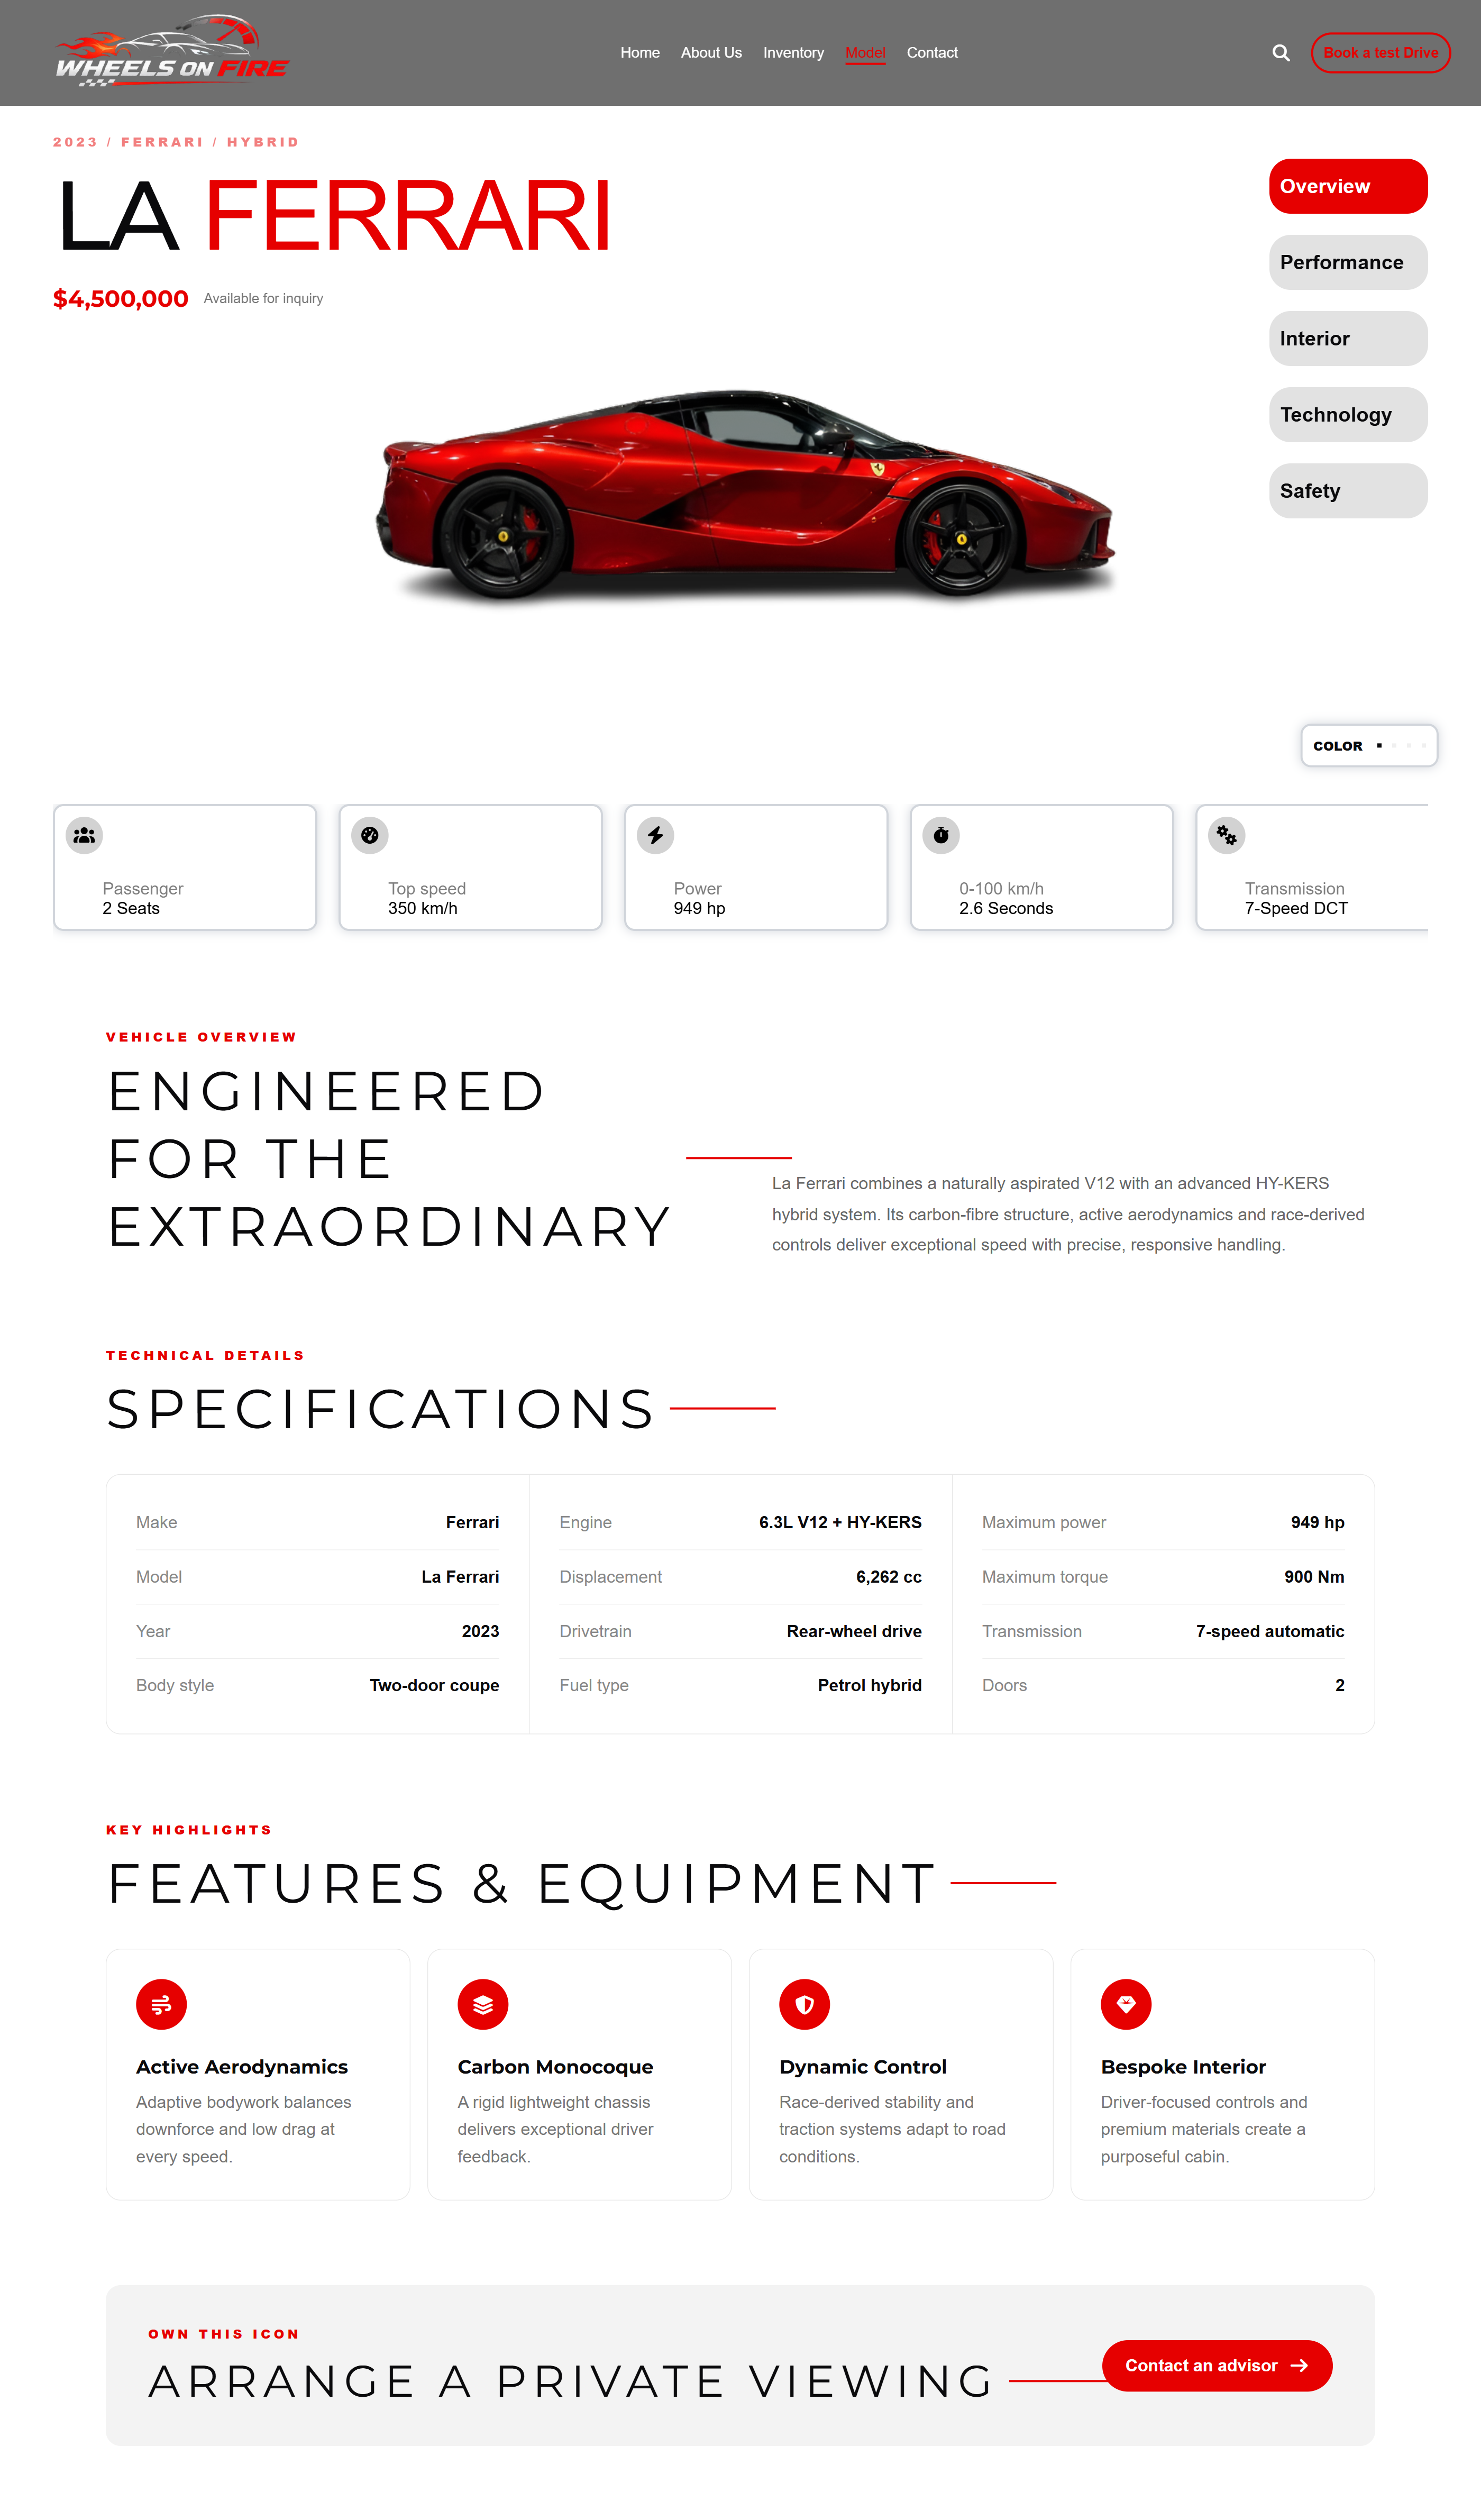 WHEELS ON FIRE
Home
About Us
Inventory
Model
Contact
Book a test Drive
2023 / FERRARI / HYBRID
LA FERRARI
$4,500,000
Available for inquiry
Overview
Performance
Interior
Technology
Safety
COLOR
Passenger
2 Seats
Top speed
350 km/h
Power
949 hp
0-100 km/h
2.6 Seconds
Transmission
7-Speed DCT
VEHICLE OVERVIEW
ENGINEERED
FOR THE
EXTRAORDINARY
La Ferrari combines a naturally aspirated V12 with an advanced HY-KERS
hybrid system. Its carbon-fibre structure, active aerodynamics and race-derived
controls deliver exceptional speed with precise, responsive handling.
TECHNICAL DETAILS
SPECIFICATIONS
Make
Ferrari
Model
La Ferrari
Year
2023
Body style
Two-door coupe
Engine
6.3L V12 + HY-KERS
Displacement
6,262 cc
Drivetrain
Rear-wheel drive
Fuel type
Petrol hybrid
Maximum power
949 hp
Maximum torque
900 Nm
Transmission
7-speed automatic
Doors
2
KEY HIGHLIGHTS
FEATURES & EQUIPMENT
Active Aerodynamics
Adaptive bodywork balances
downforce and low drag at
every speed.
Carbon Monocoque
A rigid lightweight chassis
delivers exceptional driver
feedback.
Dynamic Control
Race-derived stability and
traction systems adapt to road
conditions.
Bespoke Interior
Driver-focused controls and
premium materials create a
purposeful cabin.
OWN THIS ICON
ARRANGE A PRIVATE VIEWING
Contact an advisor